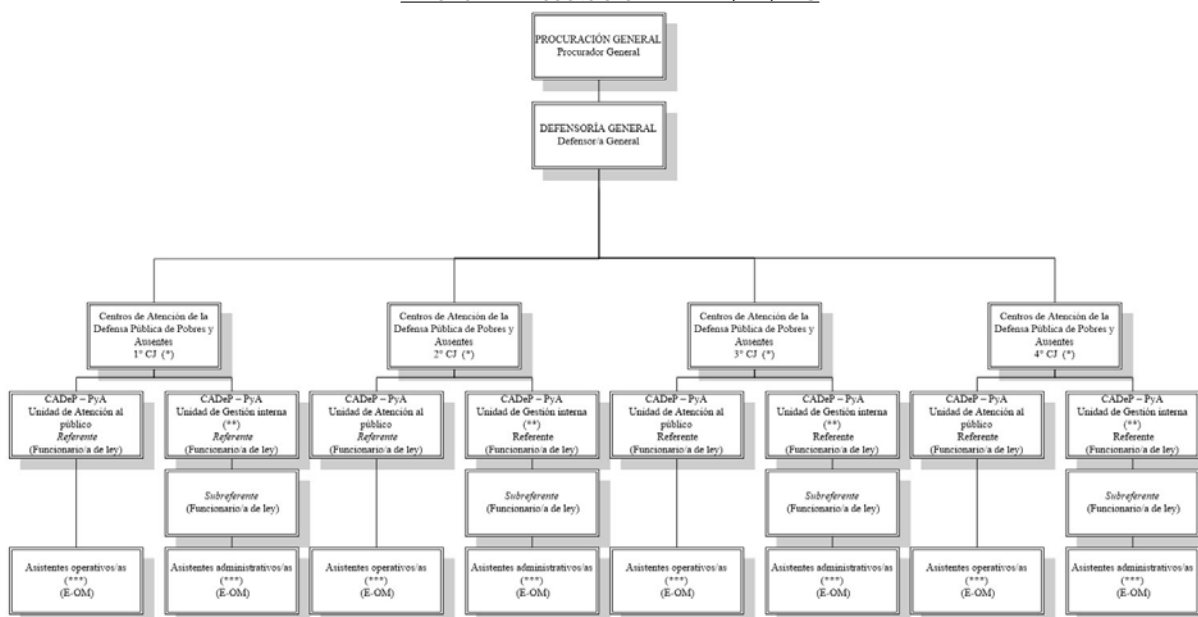 PROCURACIÓN GENERAL
Procurador General
DEFENSORÍA GENERAL
Defensor/a General
Centros de Atención de la
Defensa Pública de Pobres y
Ausentes
1° CJ (*)
Centros de Atención de la
Defensa Pública de Pobres y
Ausentes
2° CJ (*)
Centros de Atención de la
Defensa Pública de Pobres y
Ausentes
3° CJ (*)
Centros de Atención de la
Defensa Pública de Pobres y
Ausentes
4° CJ (*)
CADeP – PyA
Unidad de Atención al
público
Referente
(Funcionario/a de ley)
CADeP – PyA
Unidad de Gestión interna
(**)
Referente
(Funcionario/a de ley)
CADeP – PyA
Unidad de Atención al
público
Referente
(Funcionario/a de ley)
CADeP – PyA
Unidad de Gestión interna
(**)
Referente
(Funcionario/a de ley)
CADeP – PyA
Unidad de Atención al
público
Referente
(Funcionario/a de ley)
CADeP – PyA
Unidad de Gestión interna
(**)
Referente
(Funcionario/a de ley)
CADeP – PyA
Unidad de Atención al
público
Referente
(Funcionario/a de ley)
CADeP – PyA
Unidad de Gestión interna
(**)
Referente
(Funcionario/a de ley)
Subreferente
(Funcionario/a de ley)
Subreferente
(Funcionario/a de ley)
Subreferente
(Funcionario/a de ley)
Subreferente
(Funcionario/a de ley)
Asistentes operativos/as
(***)
(E-OM)
Asistentes administrativos/as
(***)
(E-OM)
Asistentes operativos/as
(***)
(E-OM)
Asistentes administrativos/as
(***)
(E-OM)
Asistentes operativos/as
(***)
(E-OM)
Asistentes administrativos/as
(***)
(E-OM)
Asistentes operativos/as
(***)
(E-OM)
Asistentes administrativos/as
(***)
(E-OM)